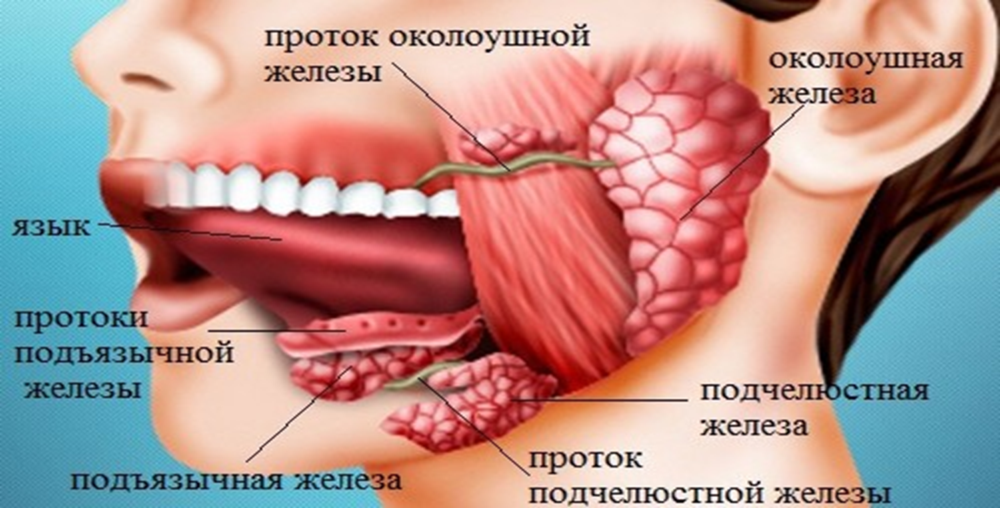 проток околоушной
железы
околоушная
железа
язык
протоки
подъязычной
железы
подчелюстная
железа
проток
подчелюстной железы
подъязычная железа